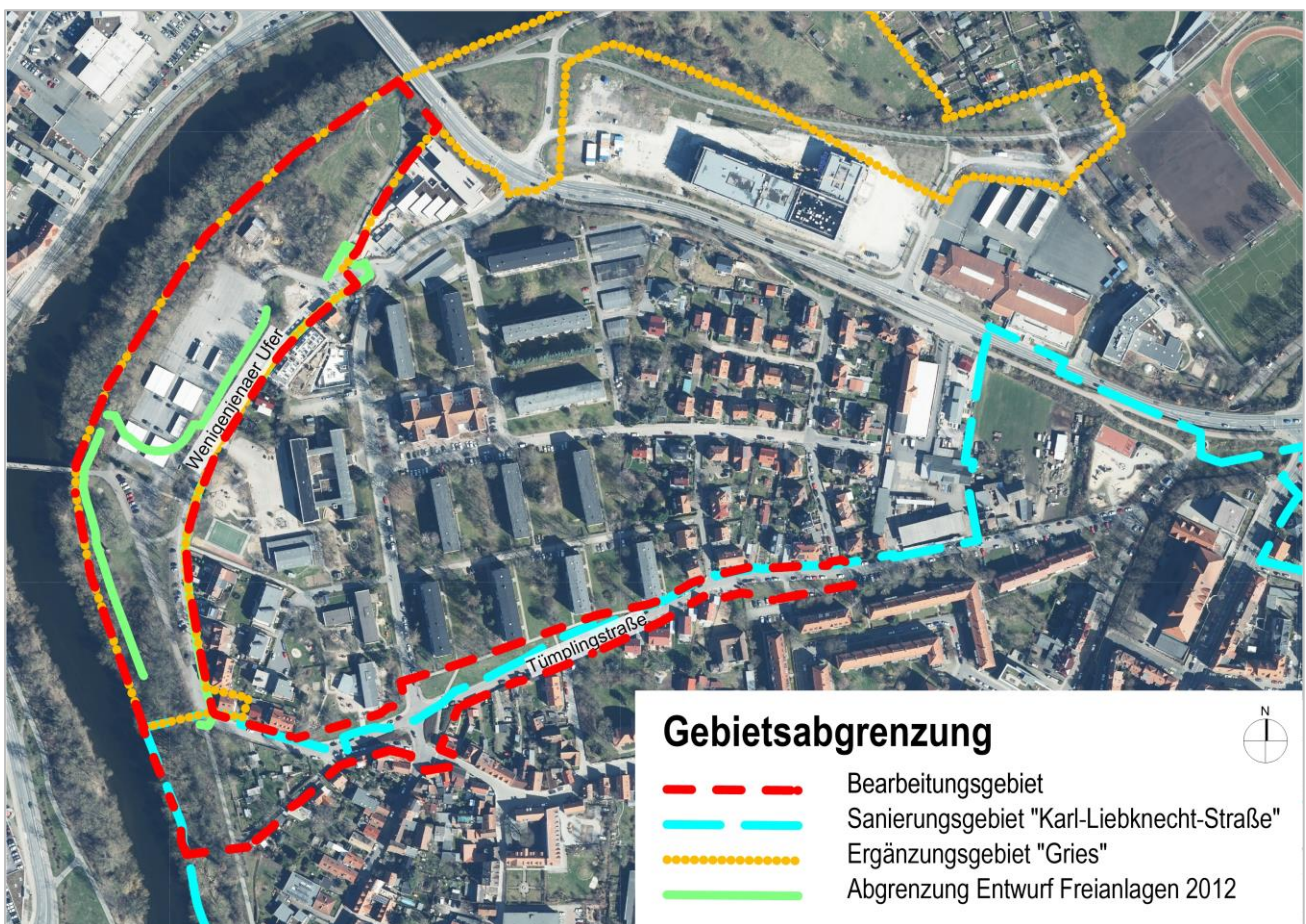 Wenigenjenaer Ufer
Tümplingstraße
Gebietsabgrenzung
N
Bearbeitungsgebiet
Sanierungsgebiet "Karl-Liebknecht-Straße"
Ergänzungsgebiet "Gries"
Abgrenzung Entwurf Freianlagen 2012